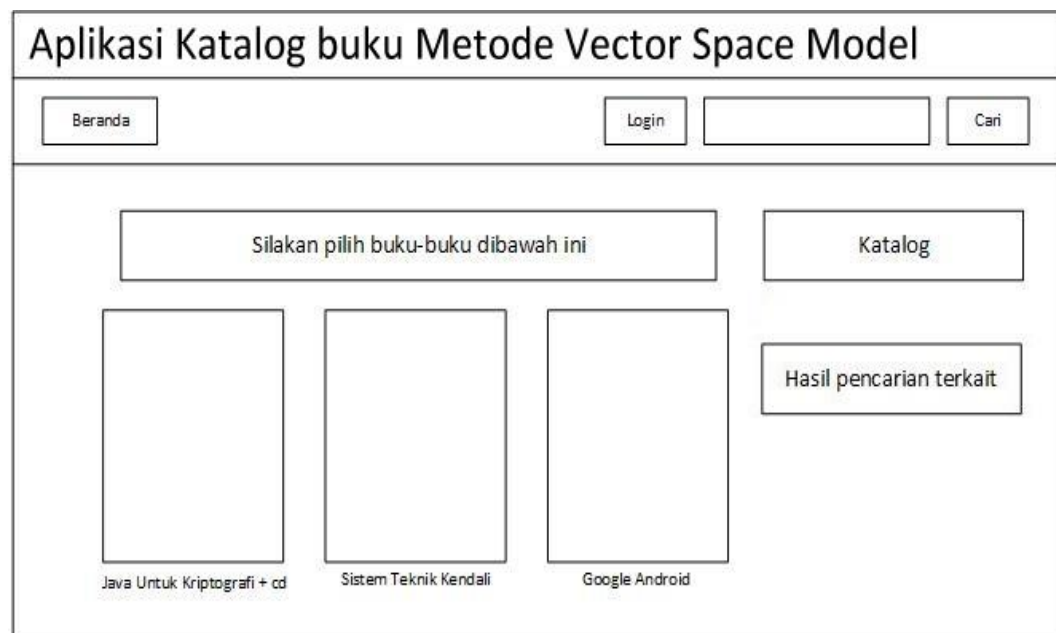 Aplikasi Katalog buku Metode Vector Space Model
Beranda
Login
Cari
Silakan pilih buku-buku dibawah ini
Katalog
Hasil pencarian terkait
Java Untuk Kriptografi + cd
Sistem Teknik Kendali
Google Android